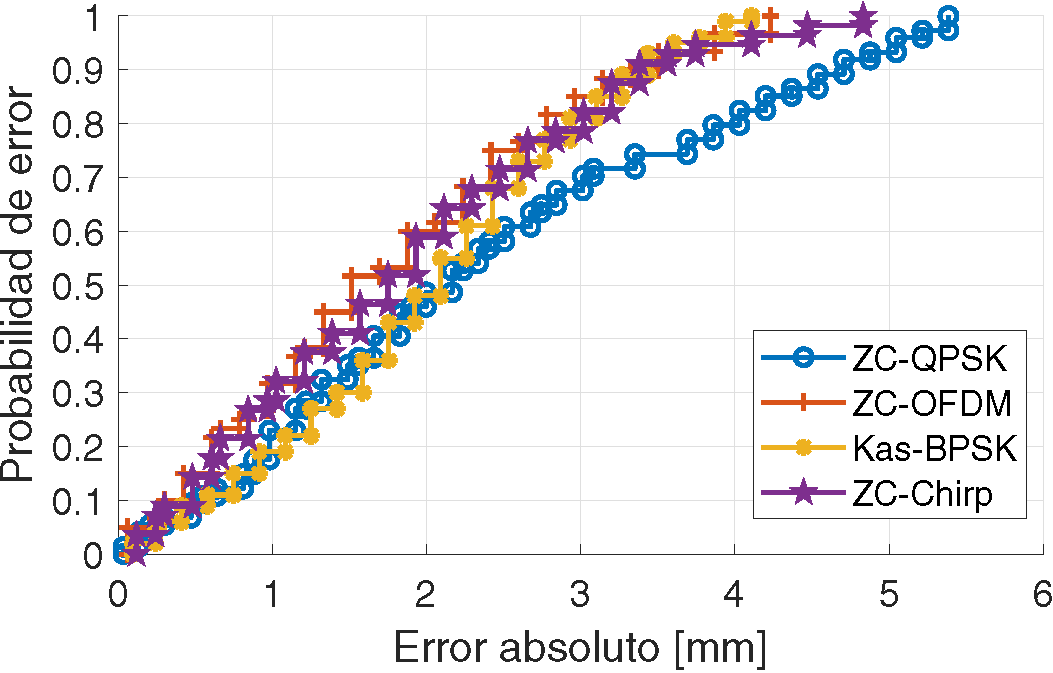 Probabilidad de error
1
0.9
0.8
0.7
0.6
0.5
0.4
0.3
0.2
0.1
0
0 1 2 3 4 5 6
Error absoluto [mm]
ZC-QPSK
ZC-OFDM
Kas-BPSK
ZC-Chirp